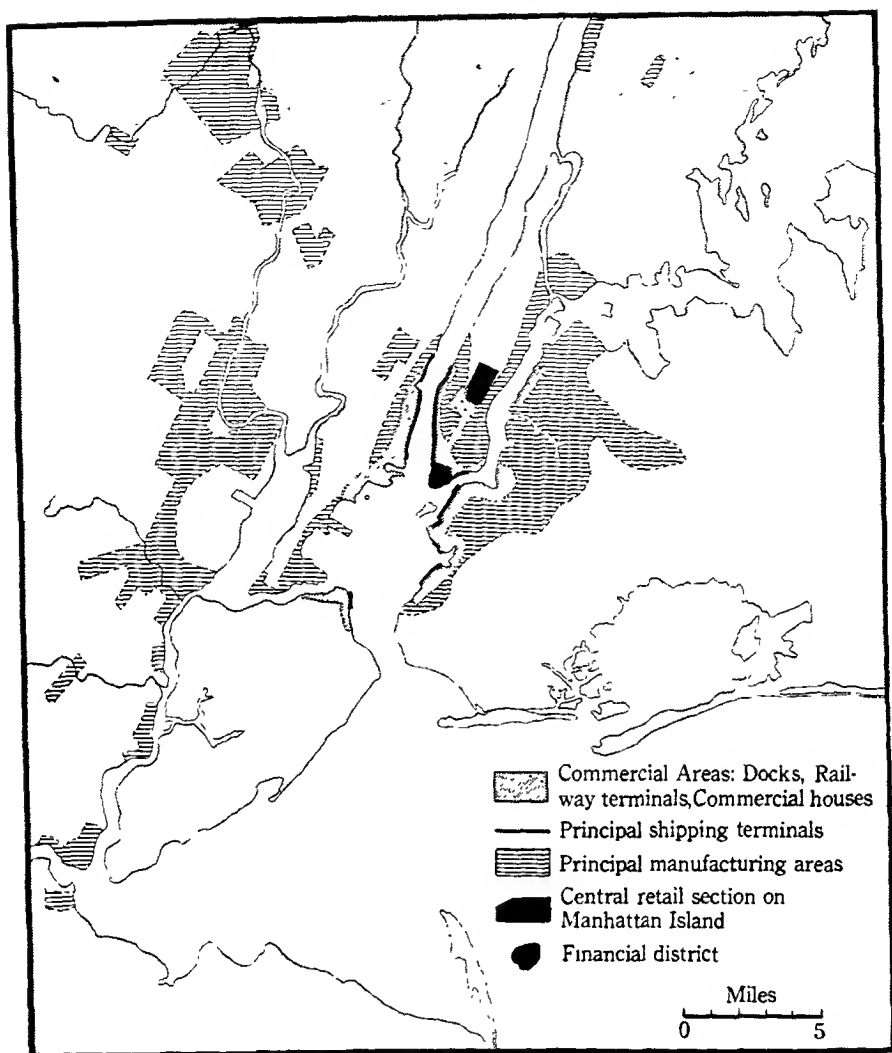 Commercial Areas: Docks, Rail-
way terminals, Commercial houses
Principal shipping terminals
Principal manufacturing areas
Central retail section on
Manhattan Island
Financial district
Miles
0 5